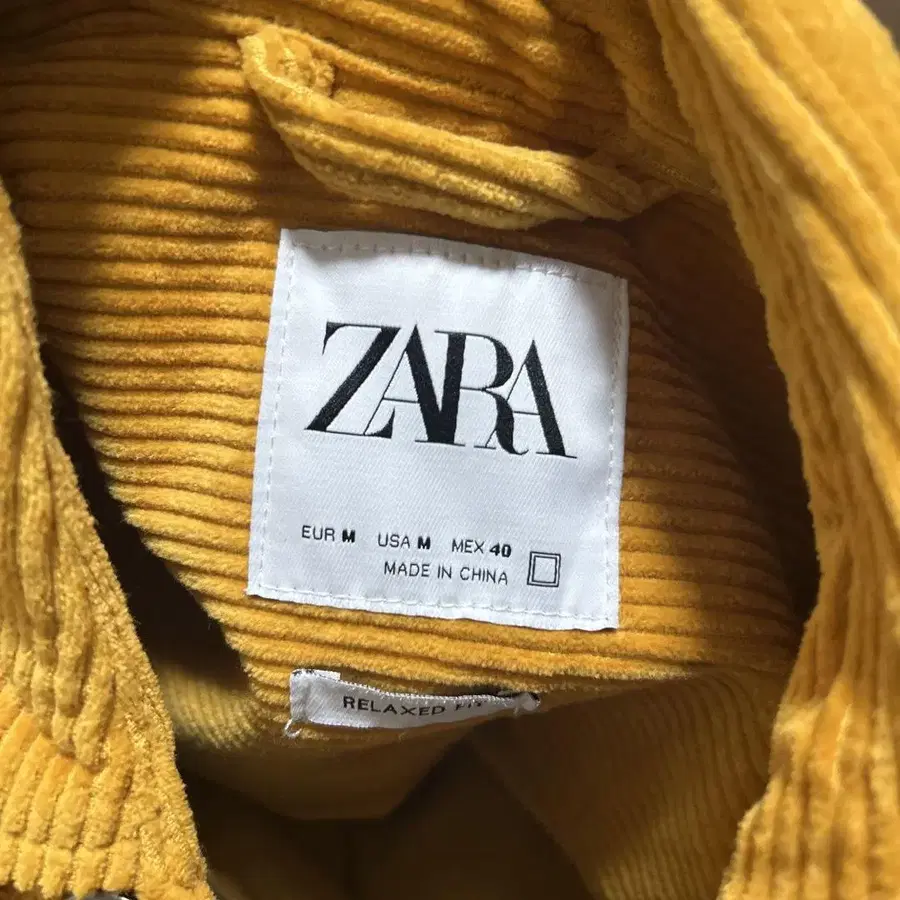 ZARA
EUR M USA M MEX 40
MADE IN CHINA
RELAXED